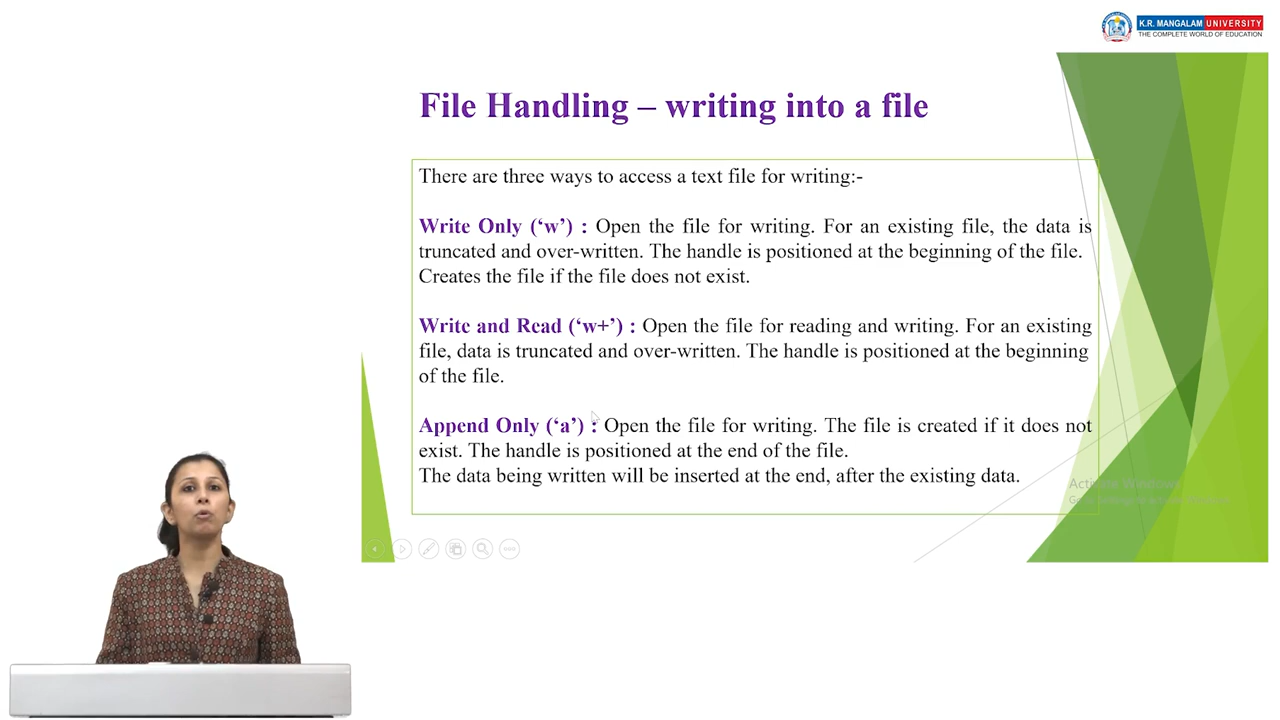 K.R. MANGALAM UNIVERSITY
THE COMPLETE WORLD OF EDUCATION
File Handling – writing into a file
There are three ways to access a text file for writing:-
Write Only (‘w’) : Open the file for writing. For an existing file, the data is
truncated and over-written. The handle is positioned at the beginning of the file.
Creates the file if the file does not exist.
Write and Read (‘w+’) : Open the file for reading and writing. For an existing
file, data is truncated and over-written. The handle is positioned at the beginning
of the file.
Append Only (‘a’) : Open the file for writing. The file is created if it does not
exist. The handle is positioned at the end of the file.
The data being written will be inserted at the end, after the existing data.
Activate Windows